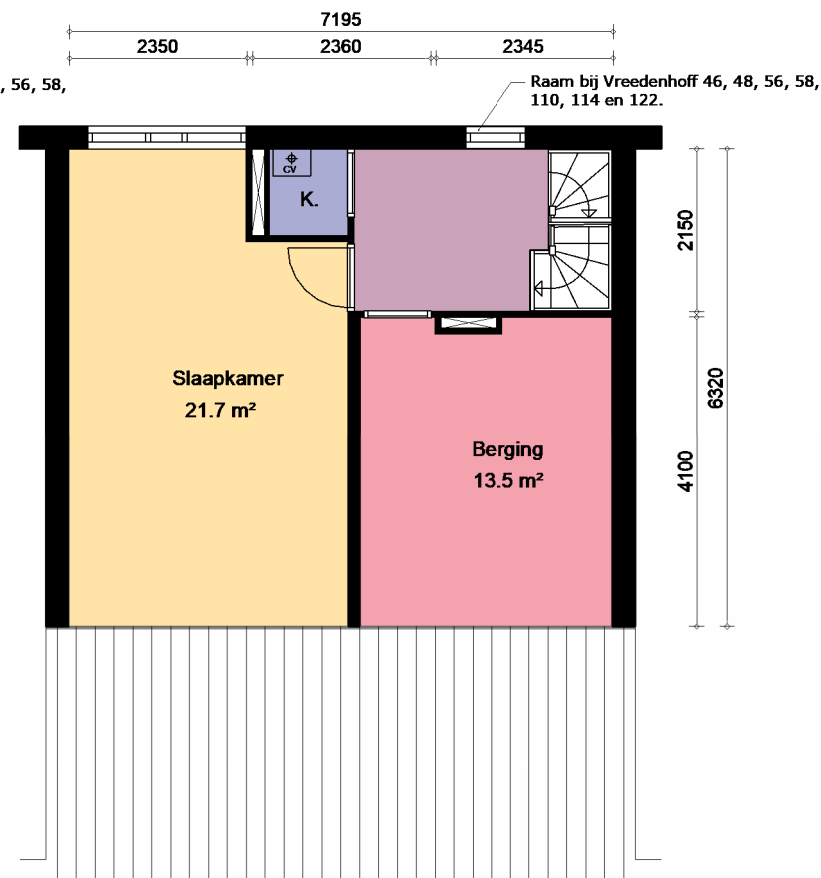 7195
2350 2360 2345
, 56, 58,
Raam bij Vreedenhoff 46, 48, 56, 58,
110, 114 en 122.
CV
K.
2150
6320
Slaapkamer
21.7 m²
Berging
13.5 m²
4100